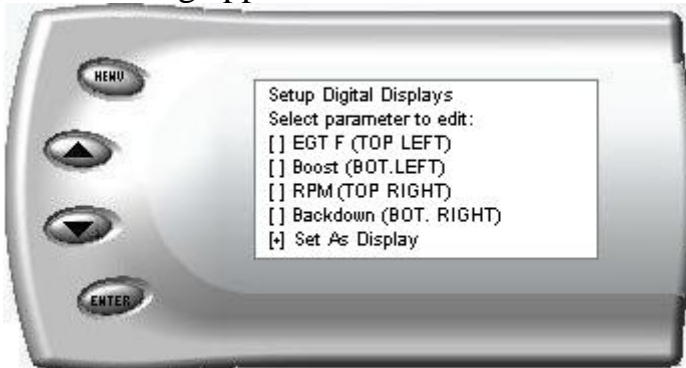 MENU
Setup Digital Displays
Select parameter to edit:
[ ] EGT F (TOP LEFT)
[ ] Boost (BOT.LEFT)
[ ] RPM (TOP RIGHT)
[ ] Backdown (BOT. RIGHT)
[+] Set As Display
ENTER